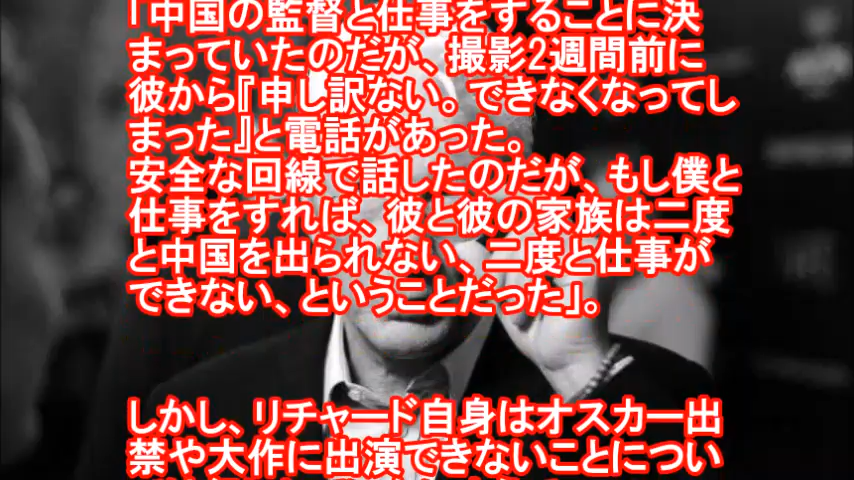 「中国の監督と仕事をすることに決
まっていたのだが、撮影2週間前に
彼から『申し訳ない。できなくなってし
まった』と電話があった。
安全な回線で話したのだが、もし僕と
仕事をすれば、彼と彼の家族は二度
と中国を出られない、二度と仕事が
できない、ということだった」。
しかし、リチャード自身はオスカー出
禁や大作に出演できないことについ